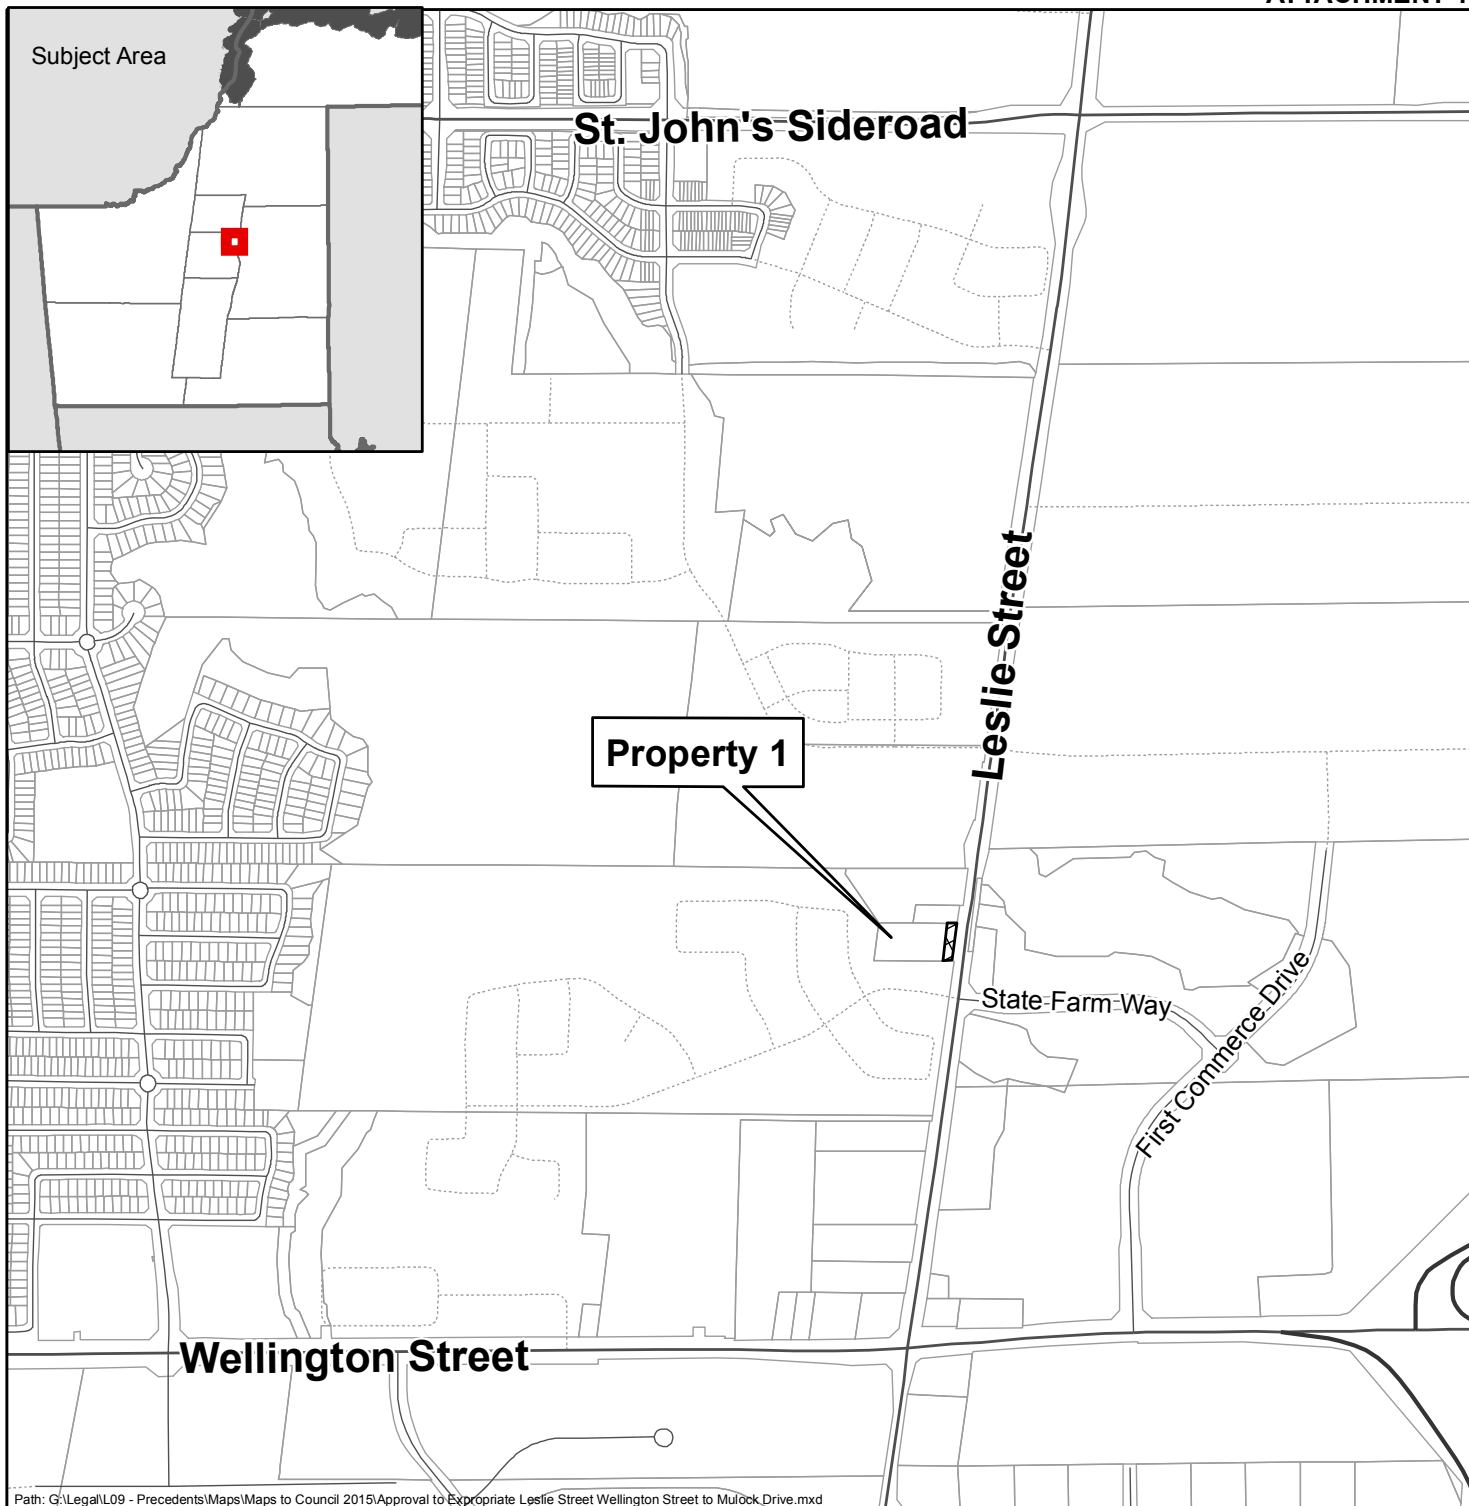 ATTACHMENT 1
Subject Area
St. John's Sideroad
Leslie Street
Property 1
State Farm Way
First Commerce Drive
Wellington Street
Path: G:\Legal\L09 - Precedents\Maps\Maps to Council 2015\Approval to Expropriate Leslie Street Wellington Street to Mulock Drive.mxd